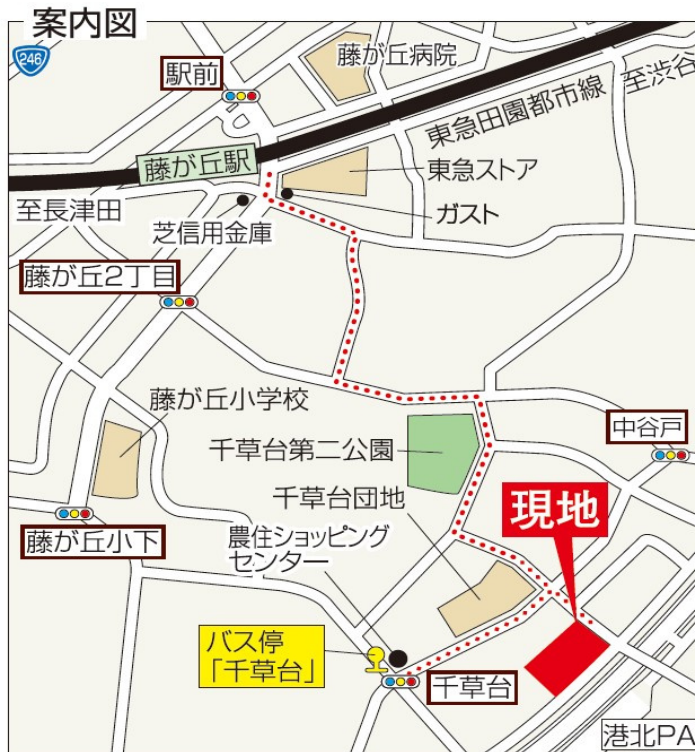 案内図
246
駅前
藤が丘病院
至渋谷
東急田園都市線
藤が丘駅
東急ストア
至長津田
ガスト
芝信用金庫
藤が丘2丁目
藤が丘小学校
中谷戸
千草台第二公園
千草台団地
現地
農住ショッピング
センター
藤が丘小下
バス停
「千草台」
千草台
港北PA